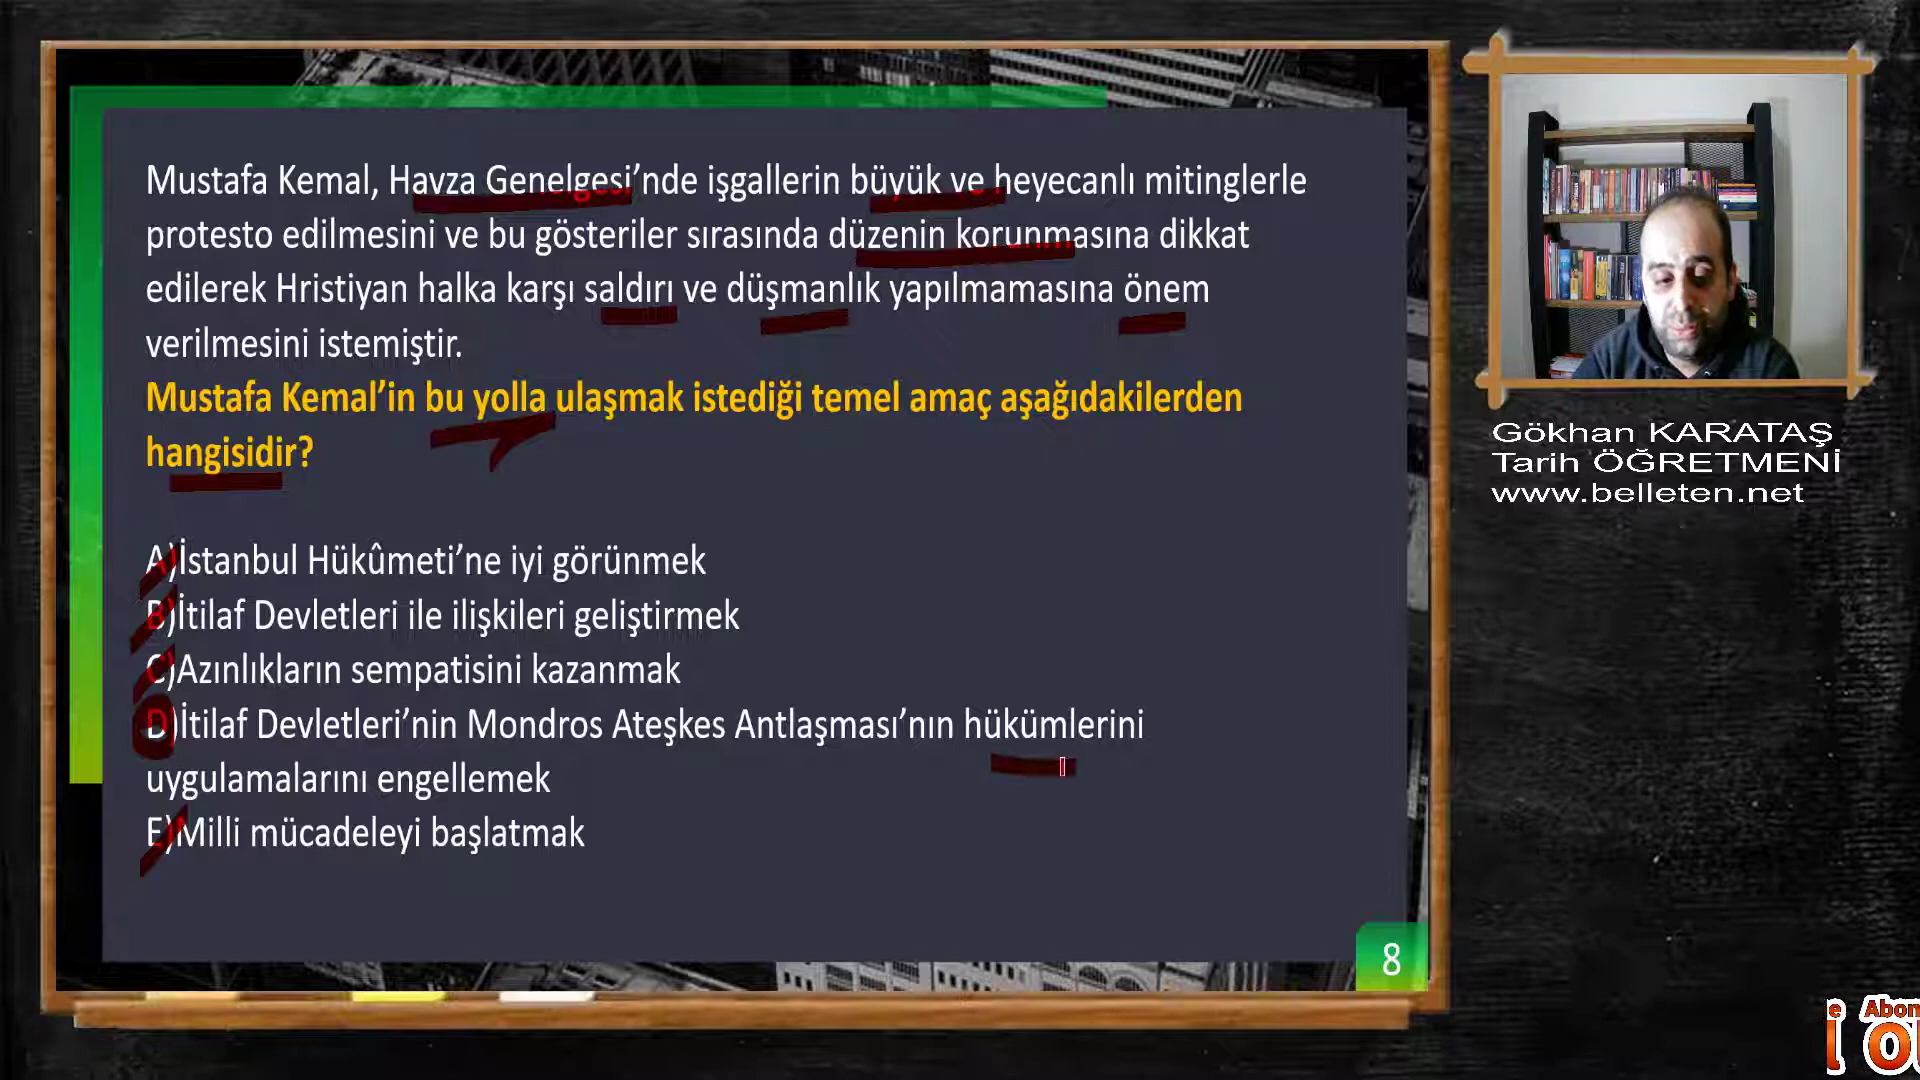 Mustafa Kemal, Havza Genelgesi’nde işgallerin büyük ve heyecanlı mitinglerle
protesto edilmesini ve bu gösteriler sırasında düzenin korunmasına dikkat
edilerek Hristiyan halka karşı saldırı ve düşmanlık yapılmamasına önem
verilmesini istemiştir.
Mustafa Kemal’in bu yolla ulaşmak istediği temel amaç aşağıdakilerden
hangisidir?
A)İstanbul Hükûmeti’ne iyi görünmek
B)İtilaf Devletleri ile ilişkileri geliştirmek
C)Azınlıkların sempatisini kazanmak
D)İtilaf Devletleri’nin Mondros Ateşkes Antlaşması’nın hükümlerini
uygulamalarını engellemek
E)Milli mücadeleyi başlatmak
8
Gökhan KARATAŞ
Tarih ÖĞRETMENİ
www.belleten.net
e Abon